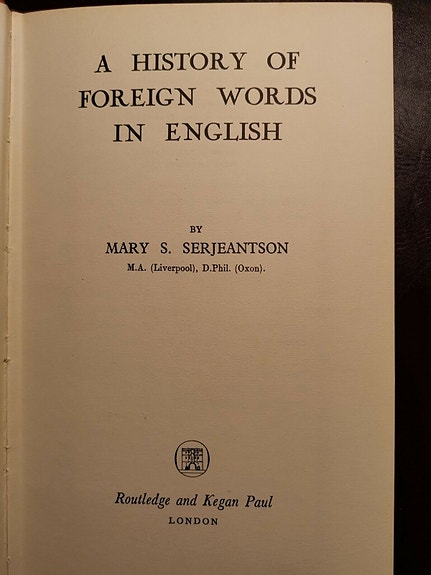 A HISTORY OF
FOREIGN WORDS
IN ENGLISH
BY
MARY S. SERJEANTSON
M.A. (Liverpool), D.Phil. (Oxon).
Routledge and Kegan Paul
LONDON